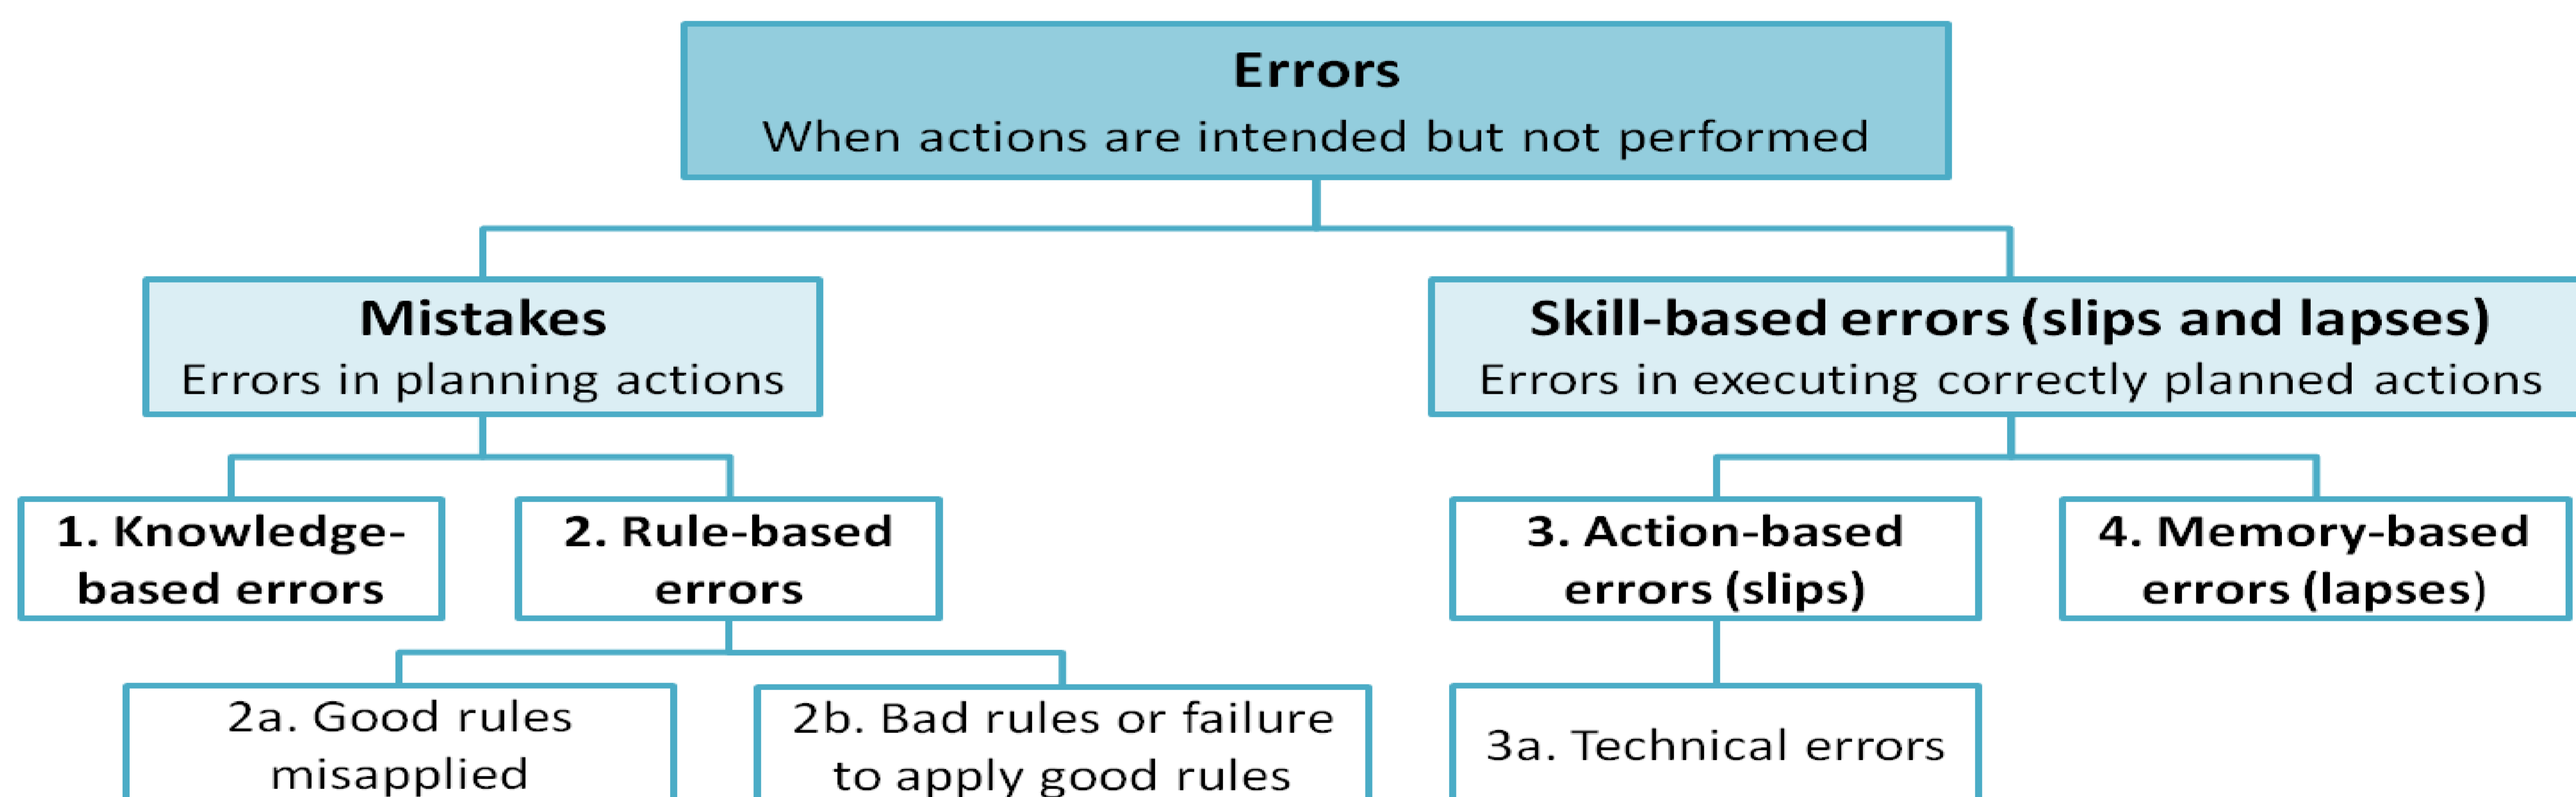 Errors
When actions are intended but not performed
Mistakes
Errors in planning actions
Skill-based errors (slips and lapses)
Errors in executing correctly planned actions
1. Knowledge-
based errors
2. Rule-based
errors
3. Action-based
errors (slips)
4. Memory-based
errors (lapses)
2a. Good rules
misapplied
2b. Bad rules or failure
to apply good rules
3a. Technical errors